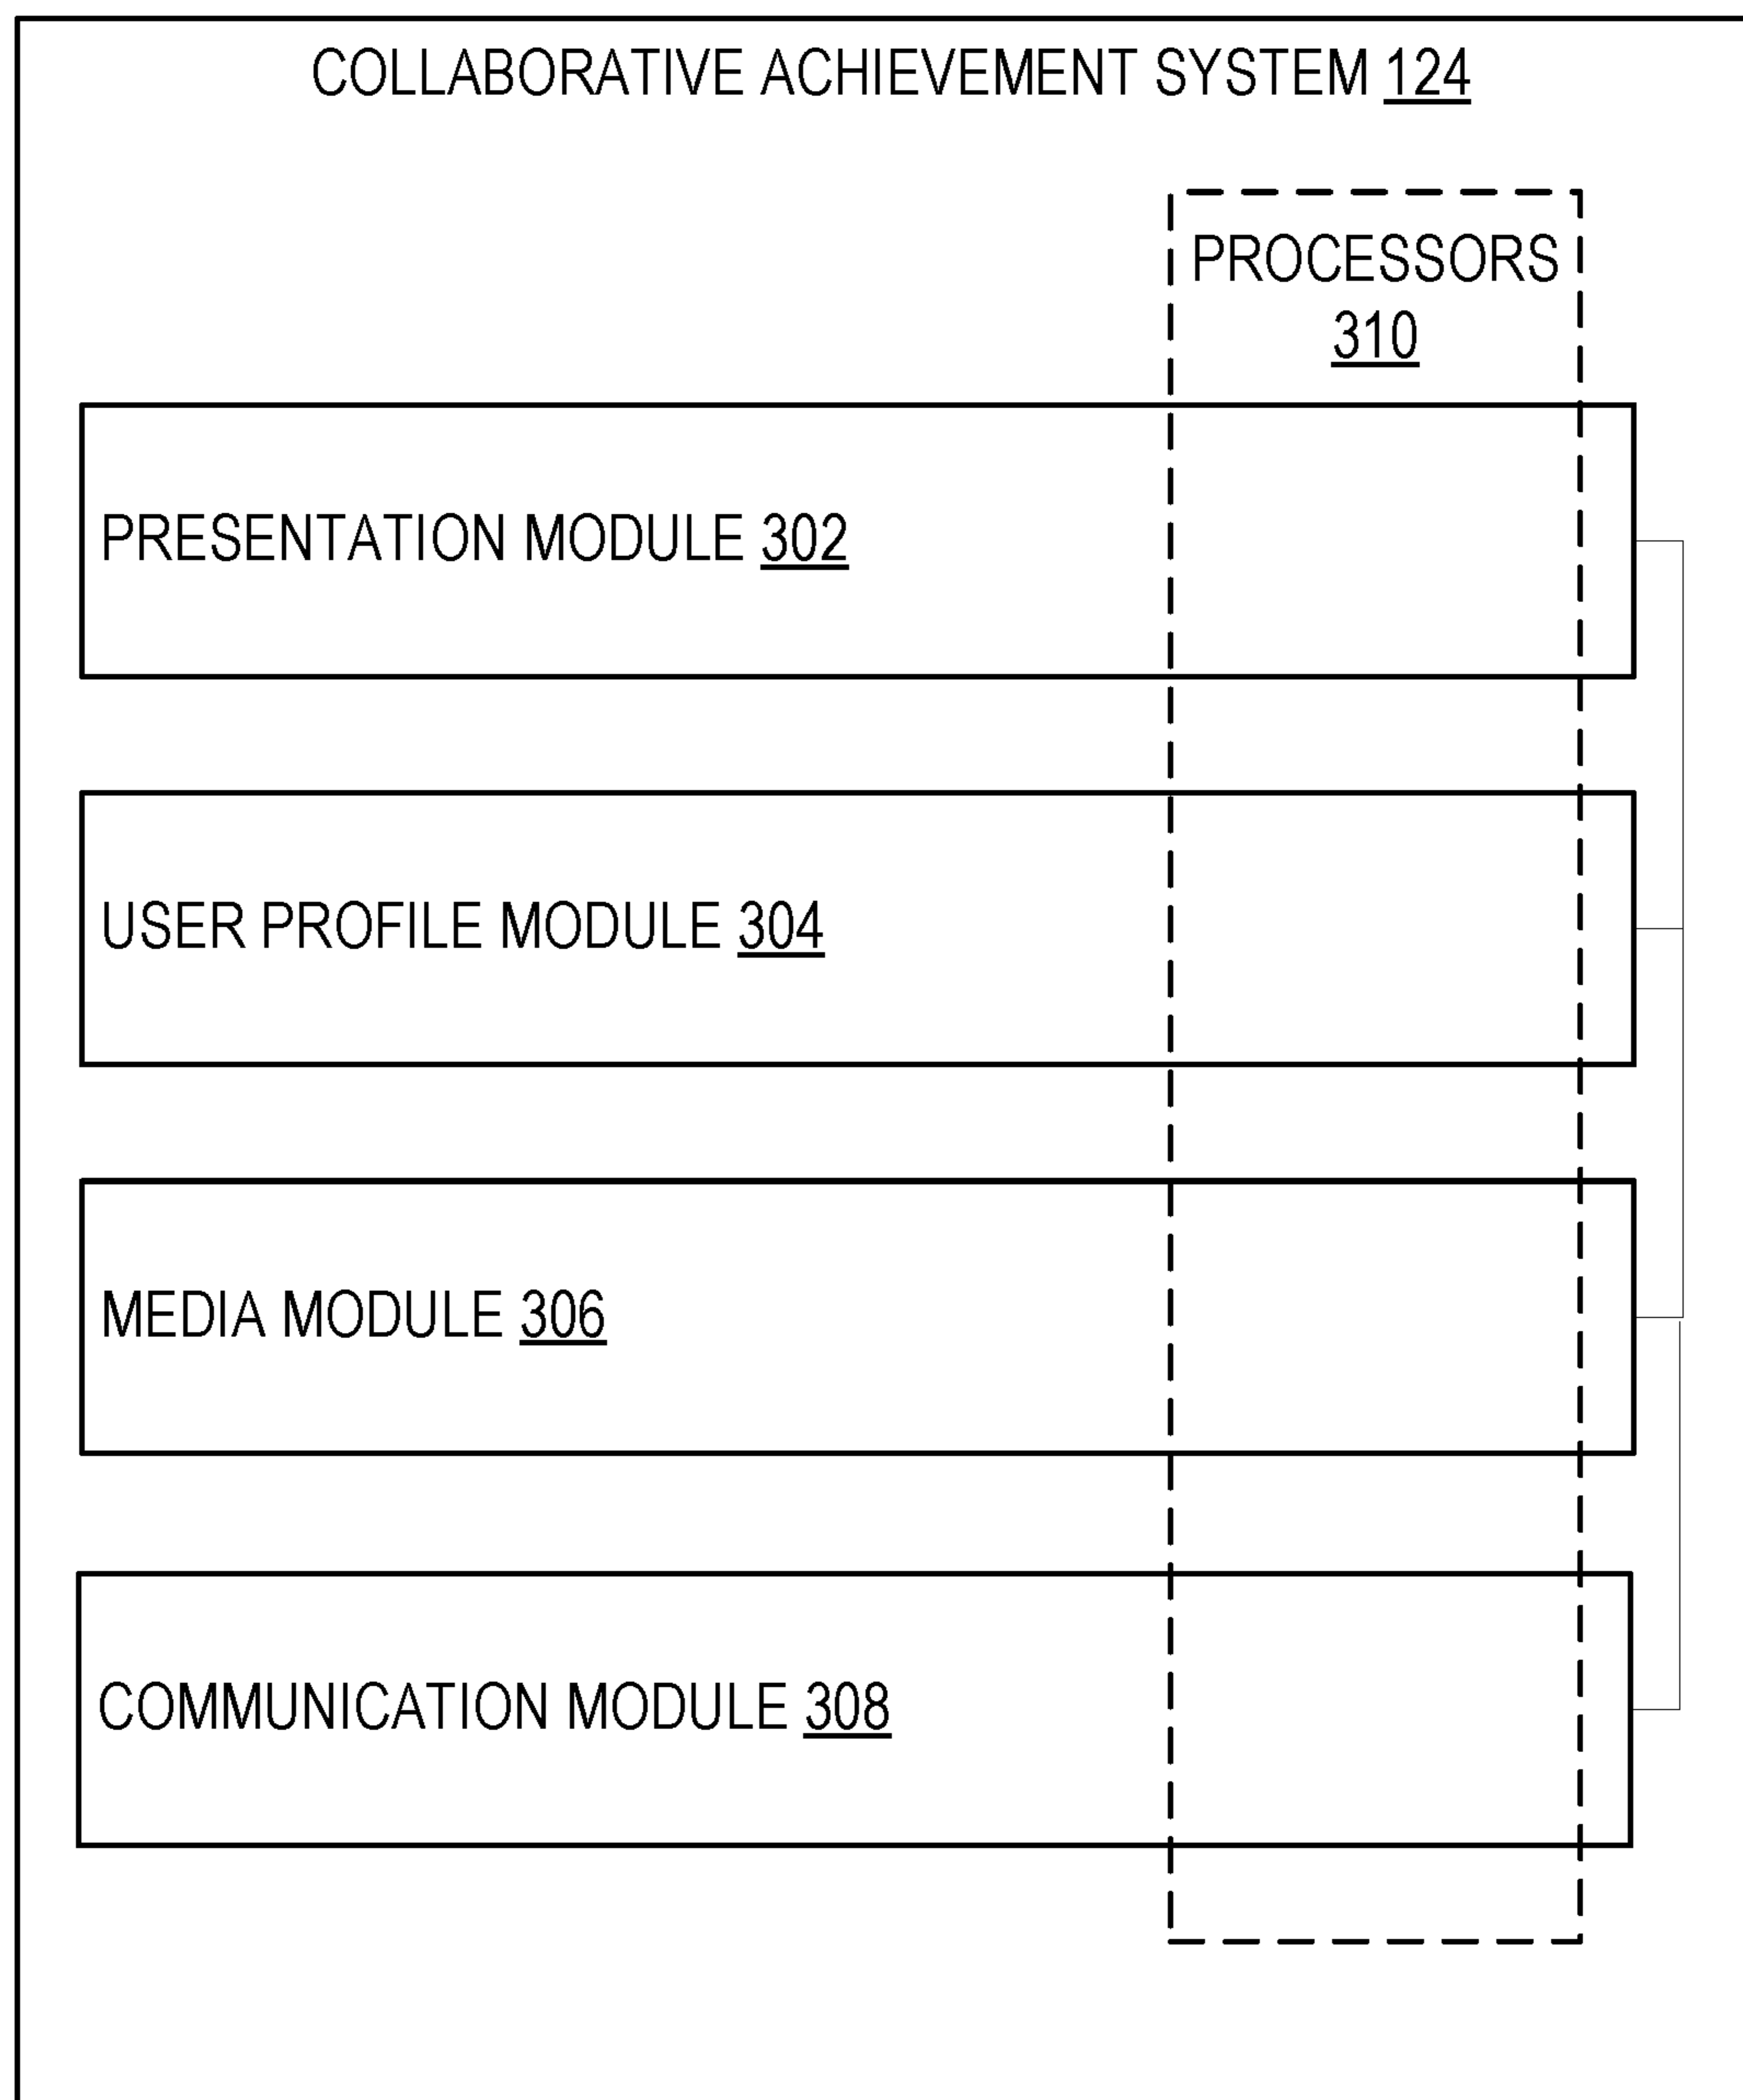 COLLABORATIVE ACHIEVEMENT SYSTEM 124
PROCESSORS
310
PRESENTATION MODULE 302
USER PROFILE MODULE 304
MEDIA MODULE 306
COMMUNICATION MODULE 308